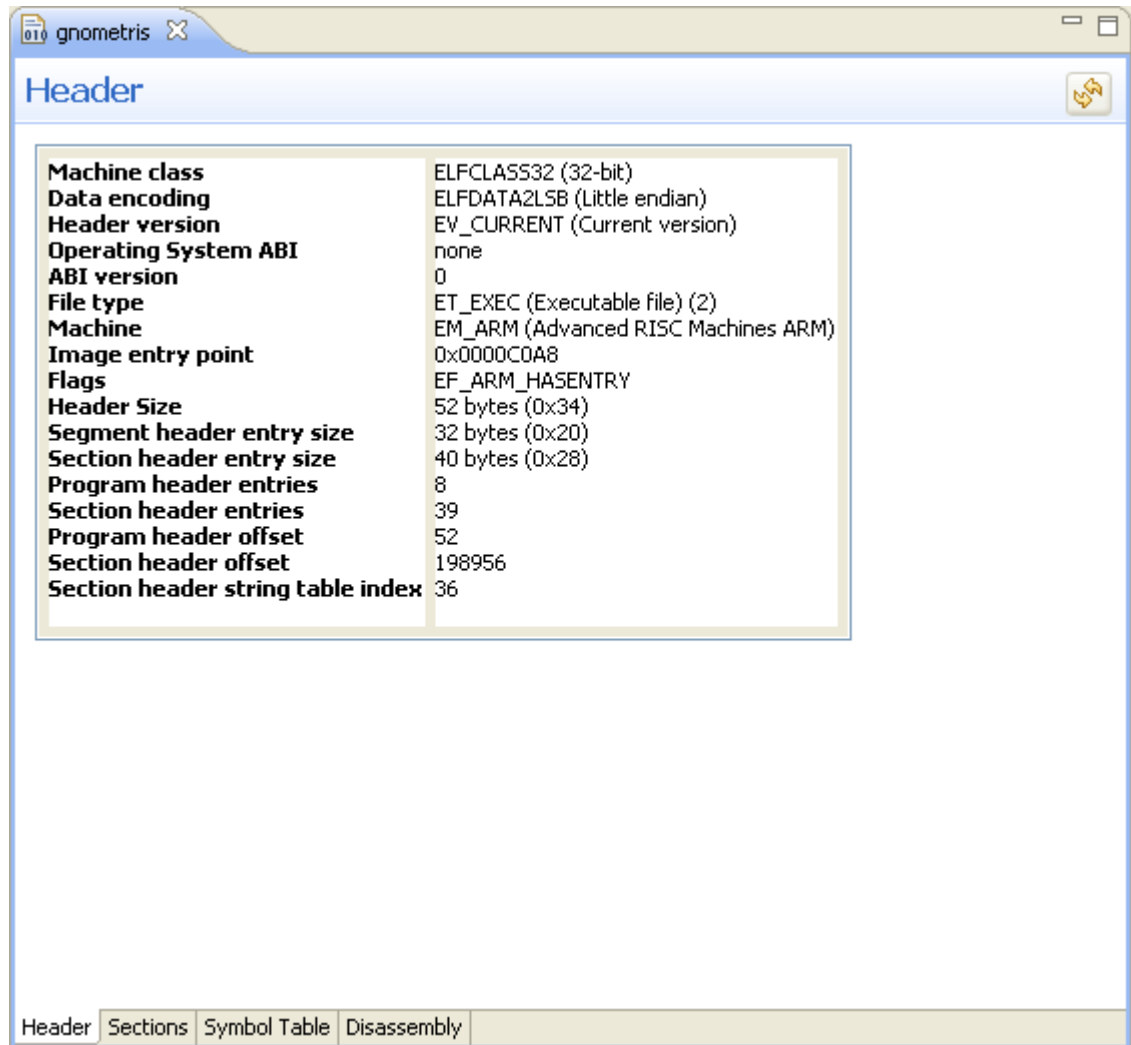 gnometris
Header
Machine class ELFCLASS32 (32-bit)
Data encoding ELFDATA2LSB (Little endian)
Header version EV_CURRENT (Current version)
Operating System ABI none
ABI version 0
File type ET_EXEC (Executable file) (2)
Machine EM_ARM (Advanced RISC Machines ARM)
Image entry point 0x0000C0A8
Flags EF_ARM_HASENTRY
Header Size 52 bytes (0x34)
Segment header entry size 32 bytes (0x20)
Section header entry size 40 bytes (0x28)
Program header entries 8
Section header entries 39
Program header offset 52
Section header offset 198956
Section header string table index 36
Header Sections Symbol Table Disassembly